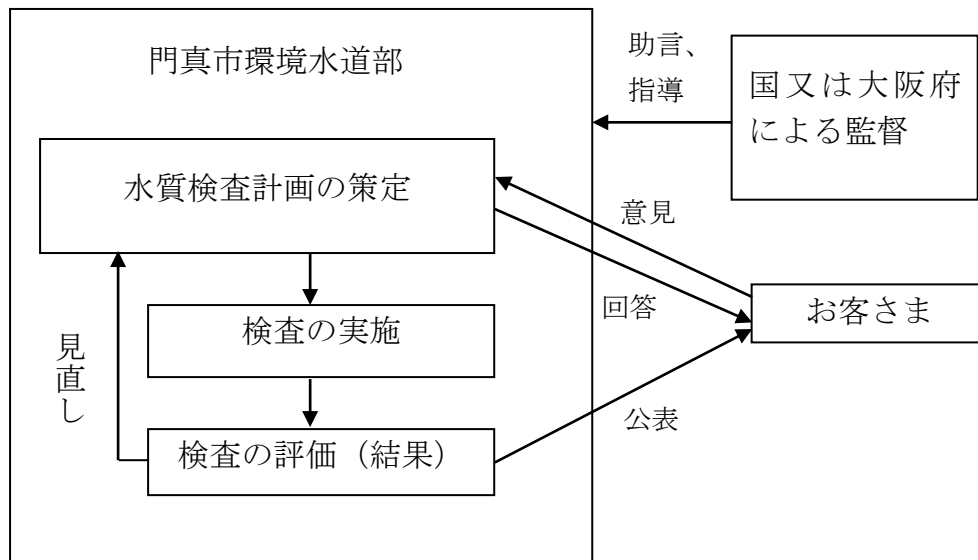 門真市環境水道部
助言、
指導
国又は大阪府
による監督
水質検査計画の策定
意見
回答
お客さま
検査の実施
見直し
公表
検査の評価（結果）